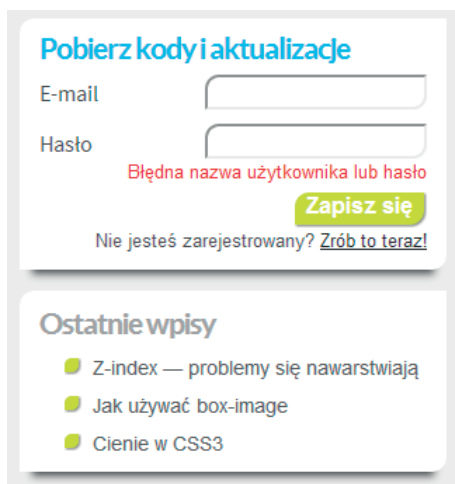 Pobierz kody i aktualizacje
E-mail
Hasło
Błędna nazwa użytkownika lub hasło
Zapisz się
Nie jesteś zarejestrowany? Zrób to teraz!
Ostatnie wpisy
Z-index — problemy się nawarstwiają
Jak używać box-image
Cienie w CSS3